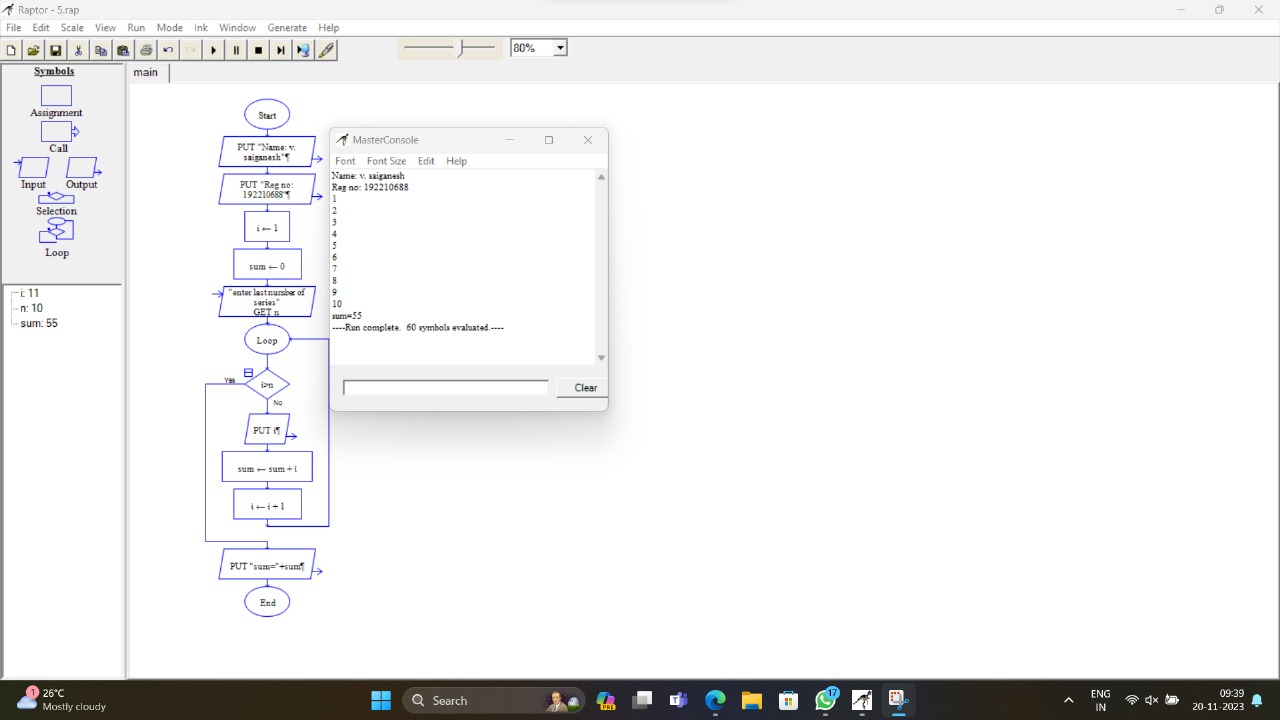 Raptor - 5.rap
File Edit Scale View Run Mode Ink Window Generate Help
80%
Symbols
Assignment
Call
Input Output
Selection
Loop
i: 11
n: 10
sum: 55
main
Start
PUT "Name: v.
saiganesh"¶
PUT "Reg no:
192210688"¶
i ← 1
sum ← 0
"enter last number of
series"
GET n
Loop
Yes
i>n
No
PUT i¶
sum ← sum + i
i ← i + 1
PUT "sum="+sum¶
End
MasterConsole
Font Font Size Edit Help
Name: v. saiganesh
Reg no: 192210688
1
2
3
4
5
6
7
8
9
10
sum=55
----Run complete. 60 symbols evaluated.----
Clear
1
26°C
Mostly cloudy
Search
PRE
17
ENG
IN
09:39
20-11-2023